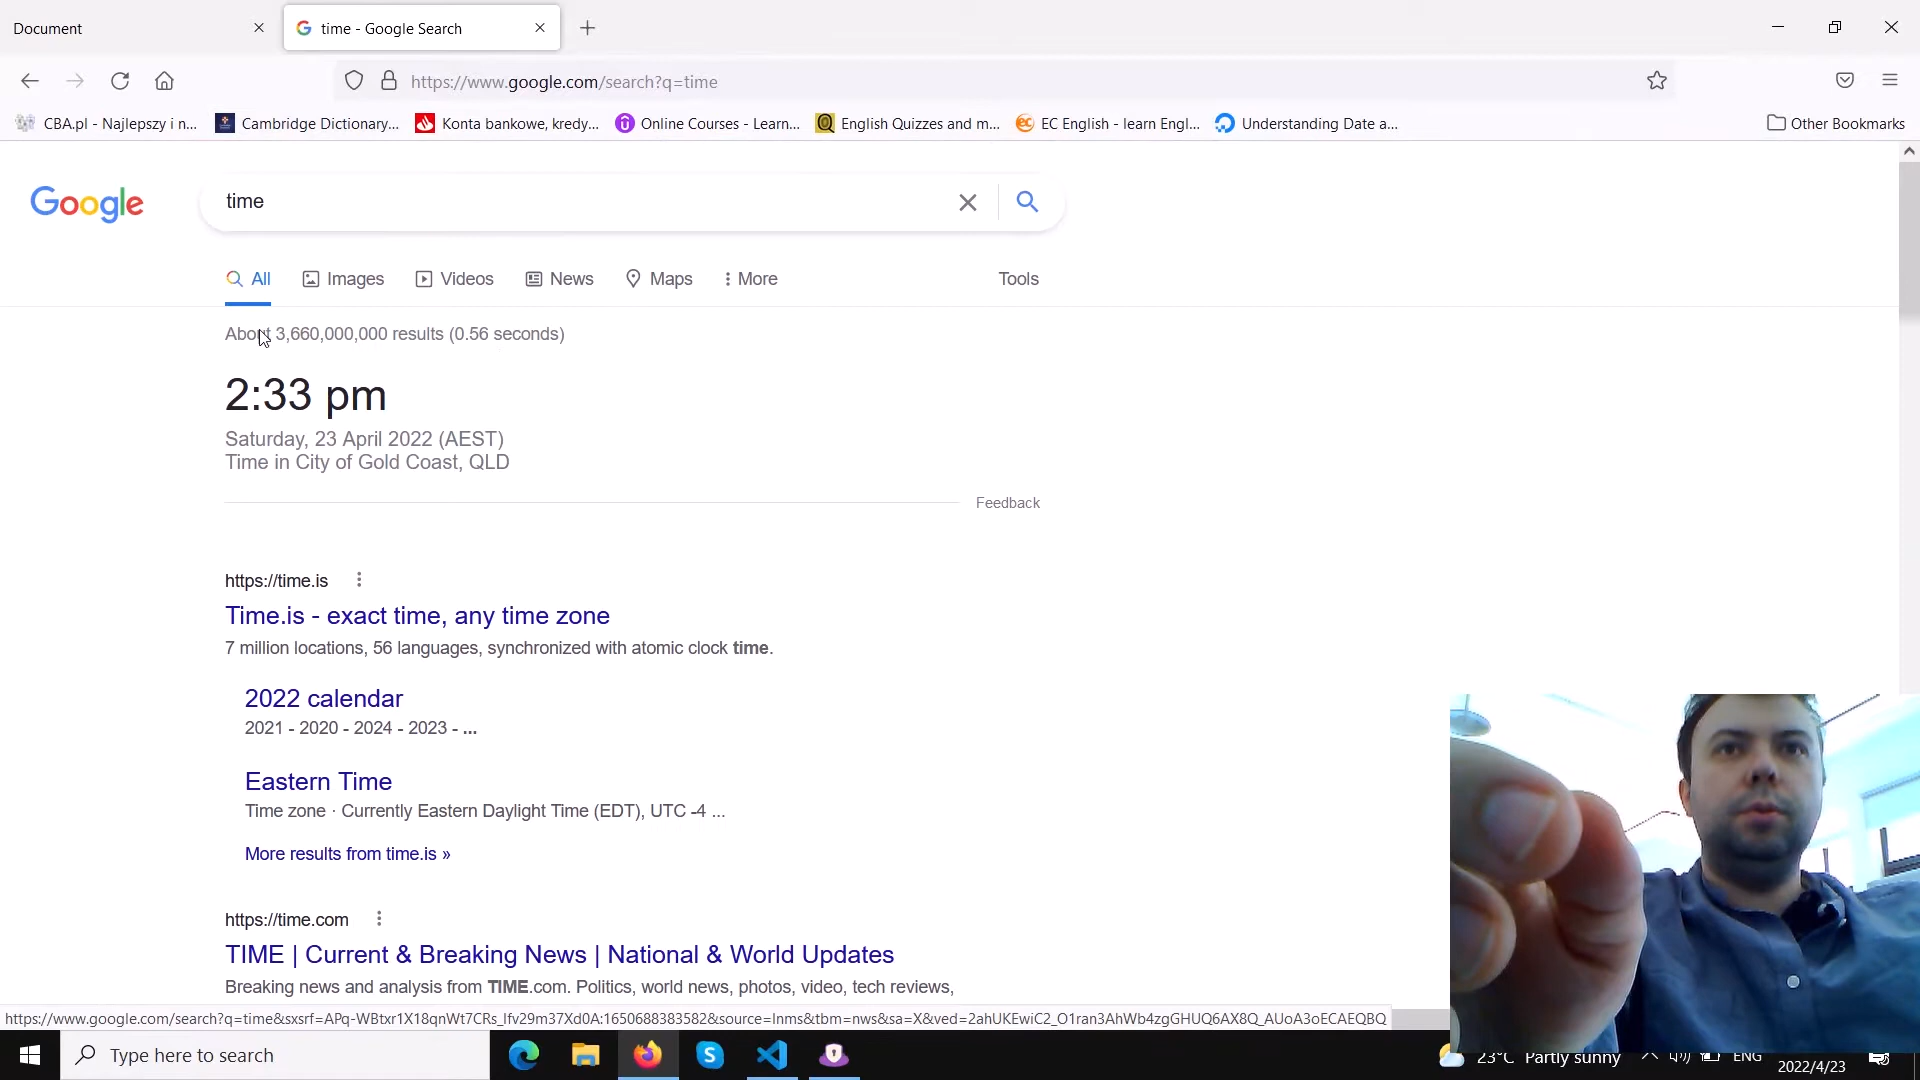 Document
time - Google Search
https://www.google.com/search?q=time
CBA.pl - Najlepszy i n...
Cambridge Dictionary...
Konta bankowe, kredy...
Online Courses - Learn...
English Quizzes and m...
EC English - learn Engl...
Understanding Date a...
Other Bookmarks
Google
time
All
Images
Videos
News
Maps
More
Tools
About 3,660,000,000 results (0.56 seconds)
2:33 pm
Saturday, 23 April 2022 (AEST)
Time in City of Gold Coast, QLD
Feedback
https://time.is
Time.is - exact time, any time zone
7 million locations, 56 languages, synchronized with atomic clock time.
2022 calendar
2021 - 2020 - 2024 - 2023 - ...
Eastern Time
Time zone · Currently Eastern Daylight Time (EDT), UTC -4 ...
More results from time.is »
https://time.com
TIME | Current & Breaking News | National & World Updates
Breaking news and analysis from TIME.com. Politics, world news, photos, video, tech reviews,
https://www.google.com/search?q=time&sxsrf=APq-WBtxr1X18qnWt7CRs_lfv29m37Xd0A:1650688383582&source=lnms&tbm=nws&sa=X&ved=2ahUKEwiC2_O1ran3AhWb4zgGHUQ6AX8Q_AUoA3oECAEQBQ
Type here to search
23°C Partly sunny
ENG
2022/4/23